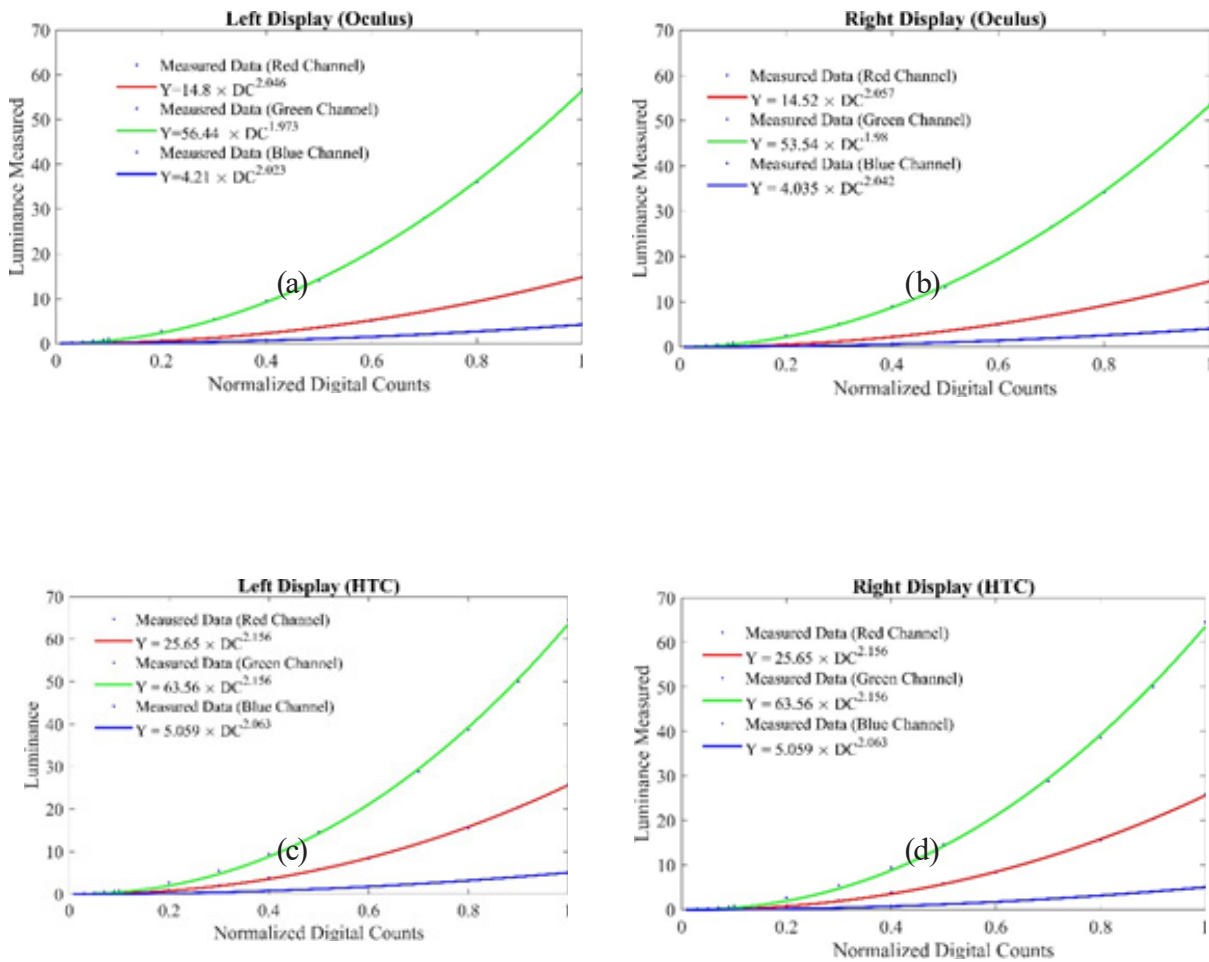 Left Display (Oculus)
70
60
50
40
30
20
10
0
Luminance Measured
Measured Data (Red Channel)
Y=14.8 × DC^2.046
Meausred Data (Green Channel)
Y=56.44 × DC^1.973
Meausred Data (Blue Channel)
Y=4.21 × DC^2.023
(a)
0 0.2 0.4 0.6 0.8 1
Normalized Digital Counts
Right Display (Oculus)
70
60
50
40
30
20
10
0
Luminance Measured
Measured Data (Red Channel)
Y = 14.52 × DC^2.057
Measured Data (Green Channel)
Y = 53.54 × DC^1.98
Measured Data (Blue Channel)
Y = 4.035 × DC^2.042
(b)
0 0.2 0.4 0.6 0.8 1
Normalized Digital Counts
Left Display (HTC)
70
60
50
40
30
20
10
0
Luminance
Meausred Data (Red Channel)
Y = 25.65 × DC^2.156
Measured Data (Green Channel)
Y = 63.56 × DC^2.156
Measured Data (Blue Channel)
Y = 5.059 × DC^2.063
(c)
0 0.2 0.4 0.6 0.8 1
Normalized Digital Counts
Right Display (HTC)
70
60
50
40
30
20
10
0
Luminance Measured
Measured Data (Red Channel)
Y = 25.65 × DC^2.156
Measured Data (Green Channel)
Y = 63.56 × DC^2.156
Measured Data (Blue Channel)
Y = 5.059 × DC^2.063
(d)
0 0.2 0.4 0.6 0.8 1
Normalized Digital Counts